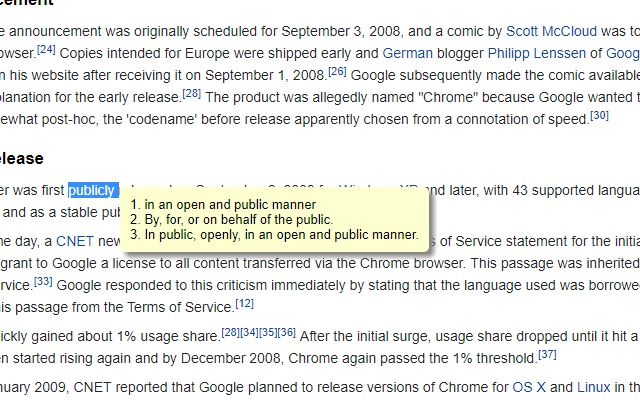 cement
e announcement was originally scheduled for September 3, 2008, and a comic by Scott McCloud was to
owser.[24] Copies intended for Europe were shipped early and German blogger Philipp Lenssen of Goog
n his website after receiving it on September 1, 2008.[26] Google subsequently made the comic available
planation for the early release.[28] The product was allegedly named "Chrome" because Google wanted t
ewhat post-hoc, the 'codename' before release apparently chosen from a connotation of speed.[30]
elease
er was first publicly and later, with 43 supported langua
and as a stable pub
1. in an open and public manner
2. By, for, or on behalf of the public.
3. In public, openly, in an open and public manner.
ne day, a CNET new s of Service statement for the initia
grant to Google a license to all content transferred via the Chrome browser. This passage was inherited
rvice.[33] Google responded to this criticism immediately by stating that the language used was borrowe
is passage from the Terms of Service.[12]
ickly gained about 1% usage share.[28][34][35][36] After the initial surge, usage share dropped until it hit a
en started rising again and by December 2008, Chrome again passed the 1% threshold.[37]
nuary 2009, CNET reported that Google planned to release versions of Chrome for OS X and Linux in th